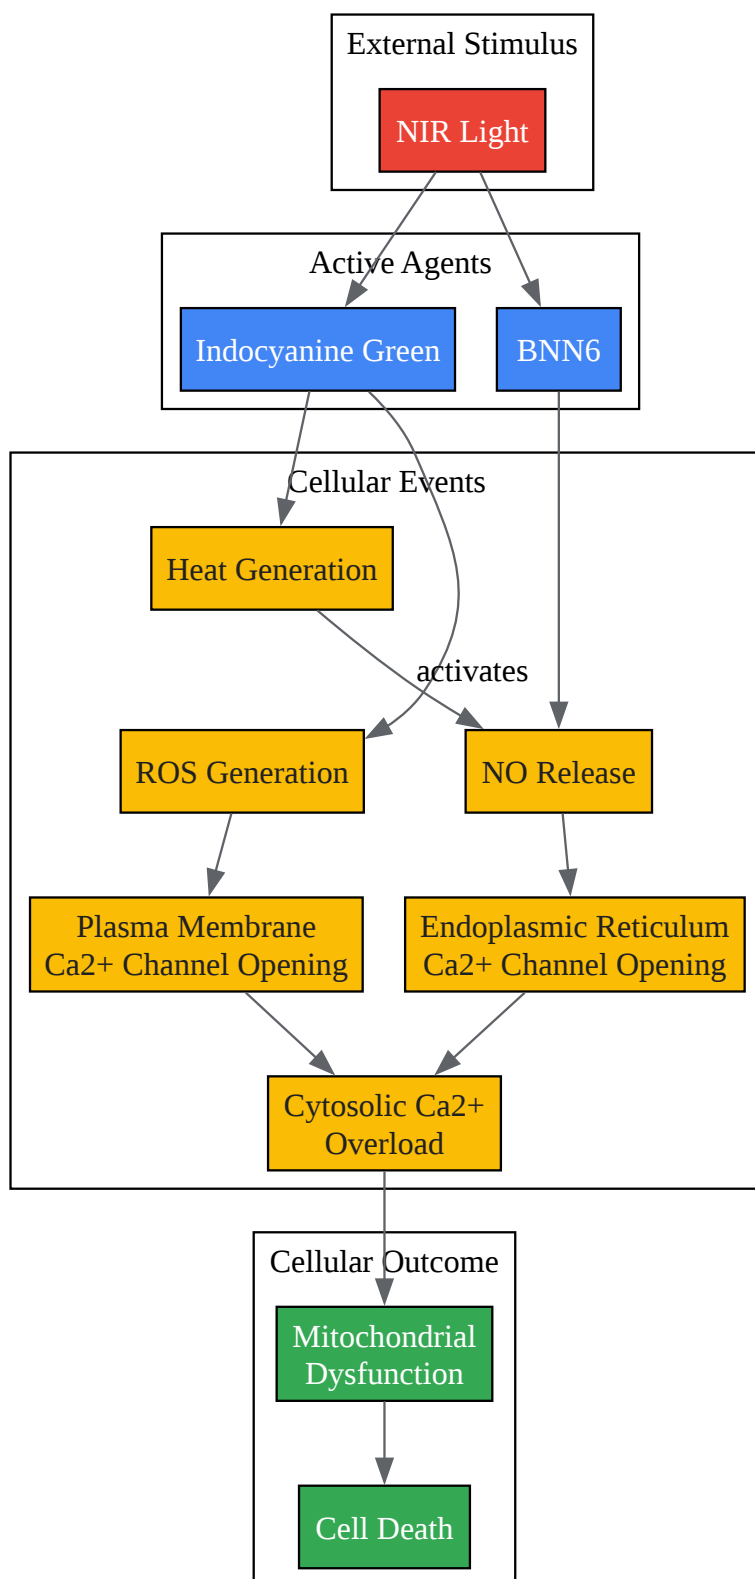 External Stimulus
NIR Light
Active Agents
Indocyanine Green
BNN6
Cellular Events
Heat Generation
activates
ROS Generation
NO Release
Plasma Membrane
Ca2+ Channel Opening
Endoplasmic Reticulum
Ca2+ Channel Opening
Cytosolic Ca2+
Overload
Cellular Outcome
Mitochondrial
Dysfunction
Cell Death